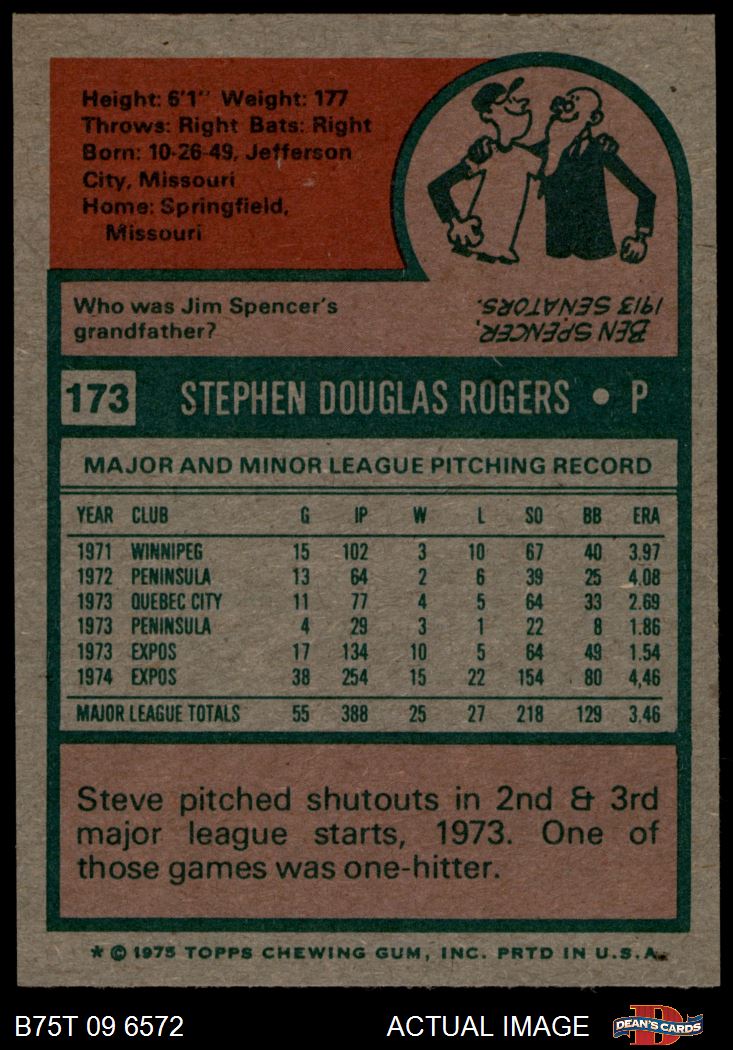 Height: 6'1" Weight: 177
Throws: Right Bats: Right
Born: 10-26-49, Jefferson
City, Missouri
Home: Springfield,
Missouri
Who was Jim Spencer's
grandfather?
BEN SPENCER,
1913 SENATORS.
173 STEPHEN DOUGLAS ROGERS • P
MAJOR AND MINOR LEAGUE PITCHING RECORD
YEAR CLUB G IP W L SO BB ERA
1971 WINNIPEG 15 102 3 10 67 40 3.97
1972 PENINSULA 13 64 2 6 39 25 4.08
1973 QUEBEC CITY 11 77 4 5 64 33 2.69
1973 PENINSULA 4 29 3 1 22 8 1.86
1973 EXPOS 17 134 10 5 64 49 1.54
1974 EXPOS 38 254 15 22 154 80 4,46
MAJOR LEAGUE TOTALS 55 388 25 27 218 129 3.46
Steve pitched shutouts in 2nd & 3rd
major league starts, 1973. One of
those games was one-hitter.
* © 1975 TOPPS CHEWING GUM, INC. PRTD IN U.S.A.
B75T 09 6572 ACTUAL IMAGE D DEAN'S CARDS